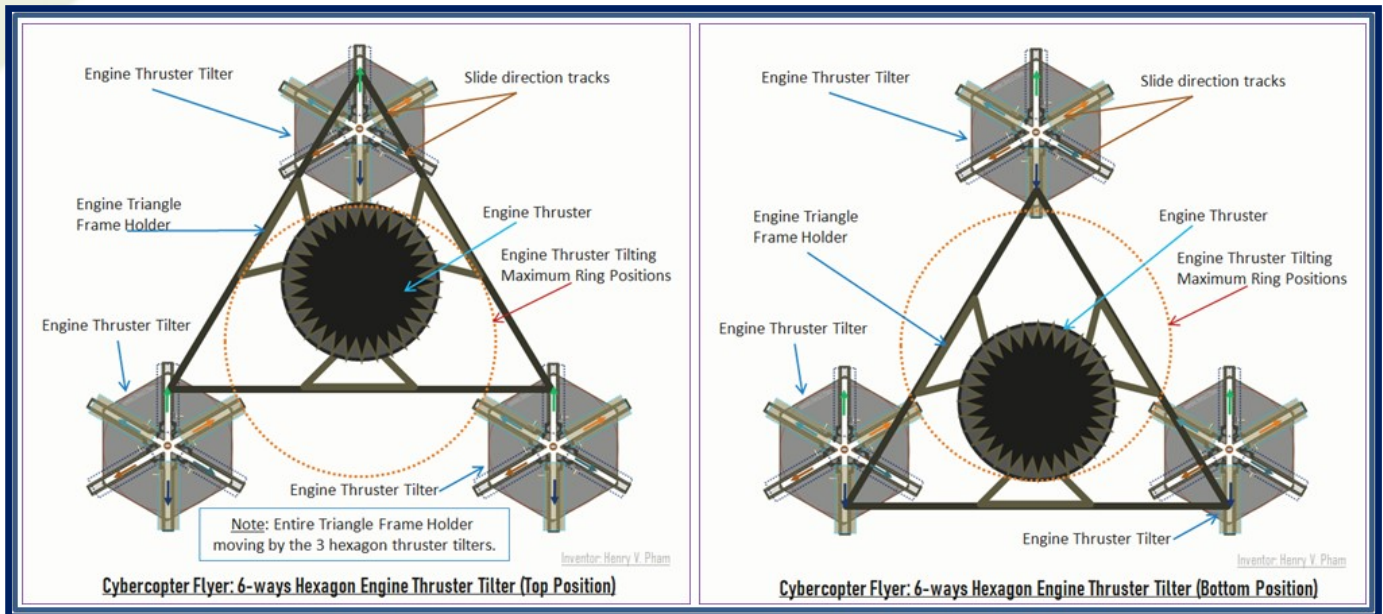 Engine Thruster Tilter
Slide direction tracks
Engine Triangle
Frame Holder
Engine Thruster
Engine Thruster Tilting
Maximum Ring Positions
Engine Thruster Tilter
Engine Thruster Tilter
Note: Entire Triangle Frame Holder
moving by the 3 hexagon thruster tilters.
Inventor: Henry V. Pham
Cybercopter Flyer: 6-ways Hexagon Engine Thruster Tilter (Top Position)
Engine Thruster Tilter
Slide direction tracks
Engine Triangle
Frame Holder
Engine Thruster
Engine Thruster Tilting
Maximum Ring Positions
Engine Thruster Tilter
Engine Thruster Tilter
Inventor: Henry V. Pham
Cybercopter Flyer: 6-ways Hexagon Engine Thruster Tilter (Bottom Position)